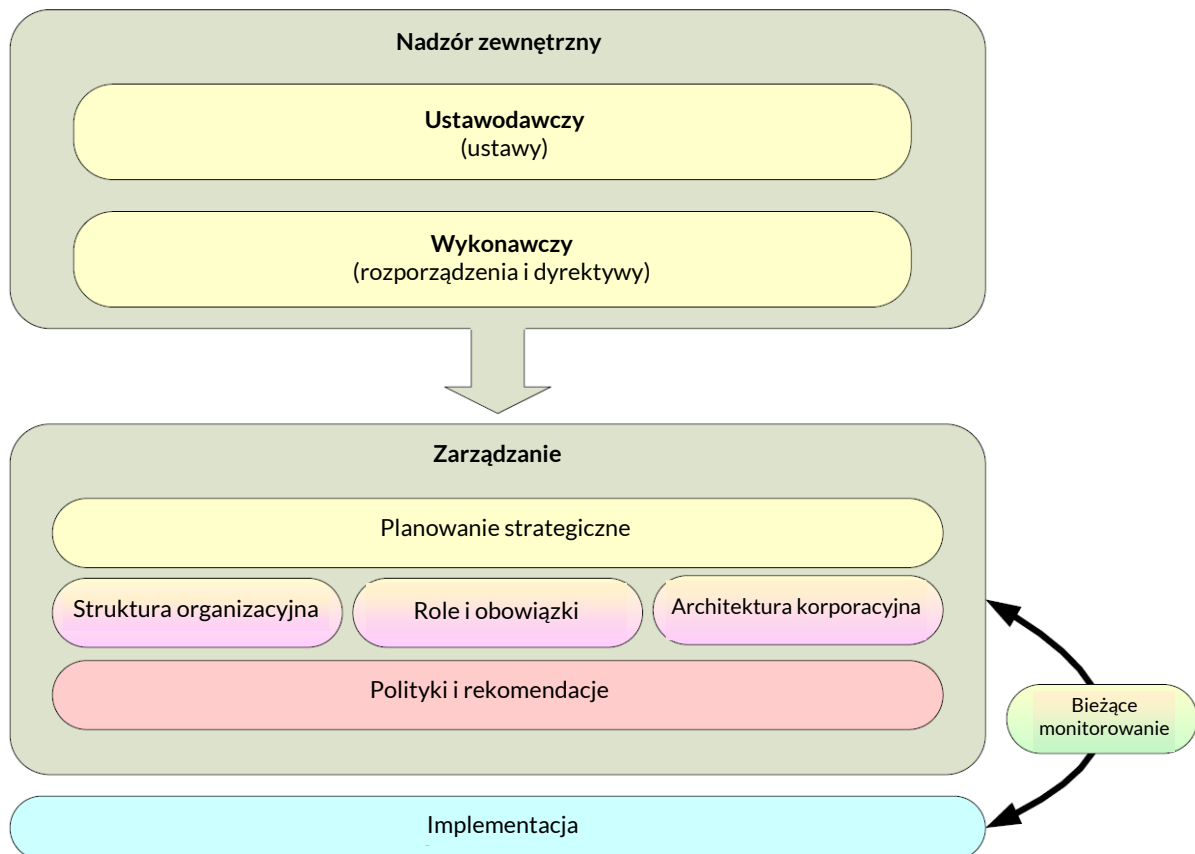 Nadzór zewnętrzny
Ustawodawczy
(ustawy)
Wykonawczy
(rozporządzenia i dyrektywy)
Zarządzanie
Planowanie strategiczne
Struktura organizacyjna
Role i obowiązki
Architektura korporacyjna
Polityki i rekomendacje
Bieżące
monitorowanie
Implementacja